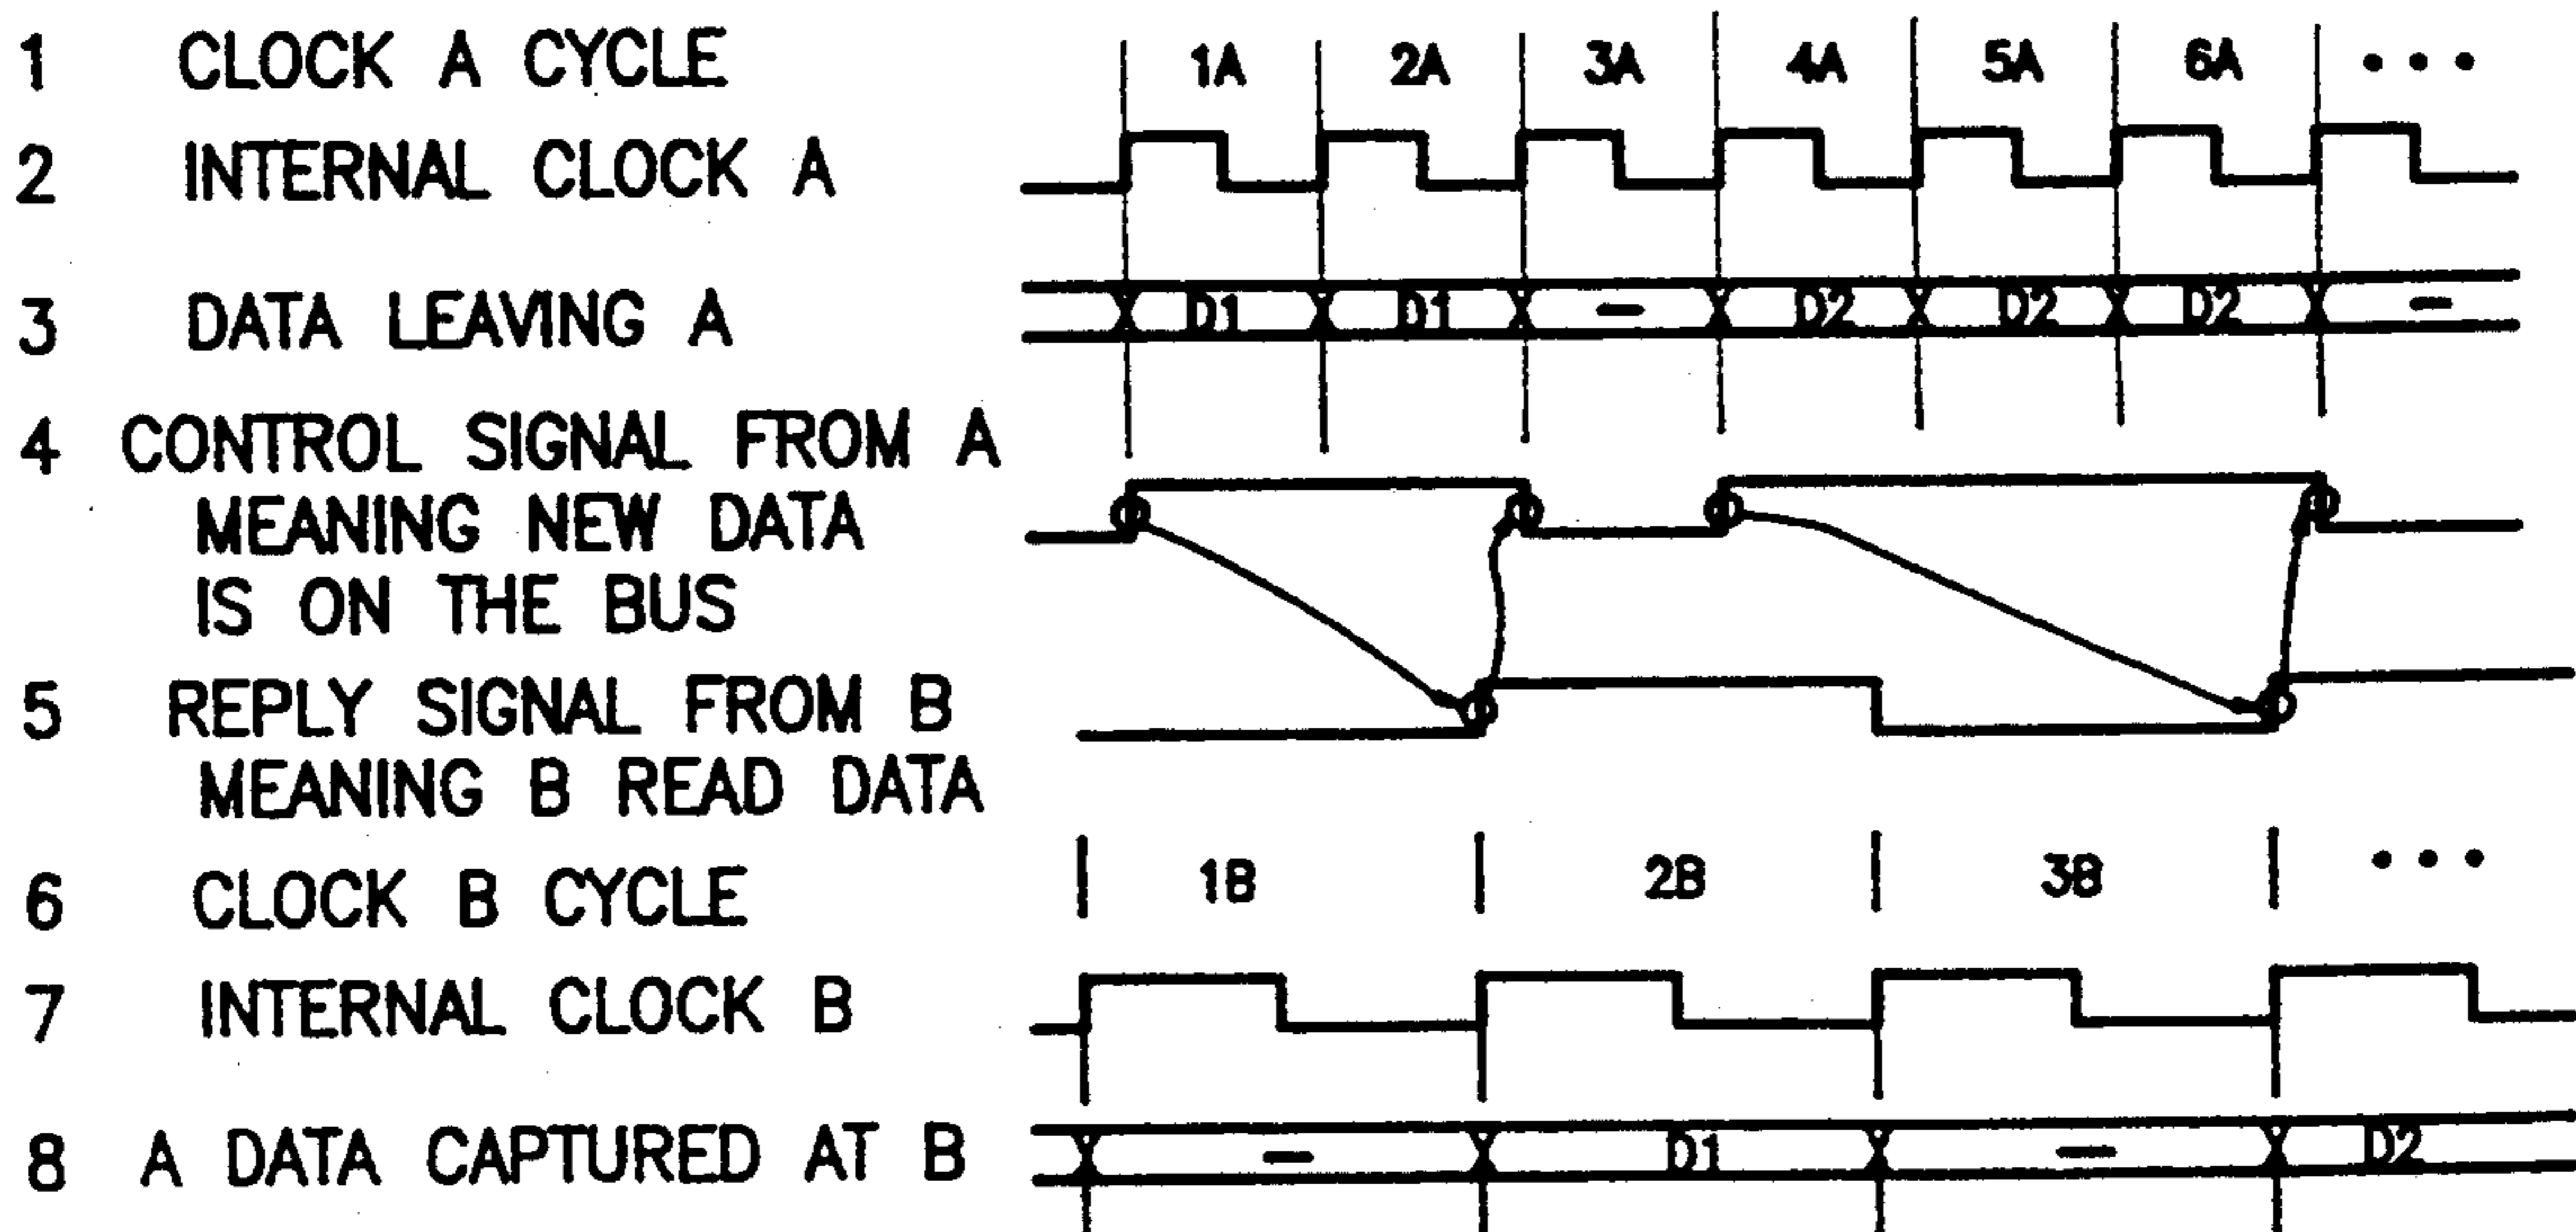 1 CLOCK A CYCLE 1A 2A 3A 4A 5A 6A • • •
2 INTERNAL CLOCK A
3 DATA LEAVING A D1 D1 – D2 D2 D2 –
4 CONTROL SIGNAL FROM A
MEANING NEW DATA
IS ON THE BUS
5 REPLY SIGNAL FROM B
MEANING B READ DATA
6 CLOCK B CYCLE 1B 2B 3B • • •
7 INTERNAL CLOCK B
8 A DATA CAPTURED AT B – D1 – D2